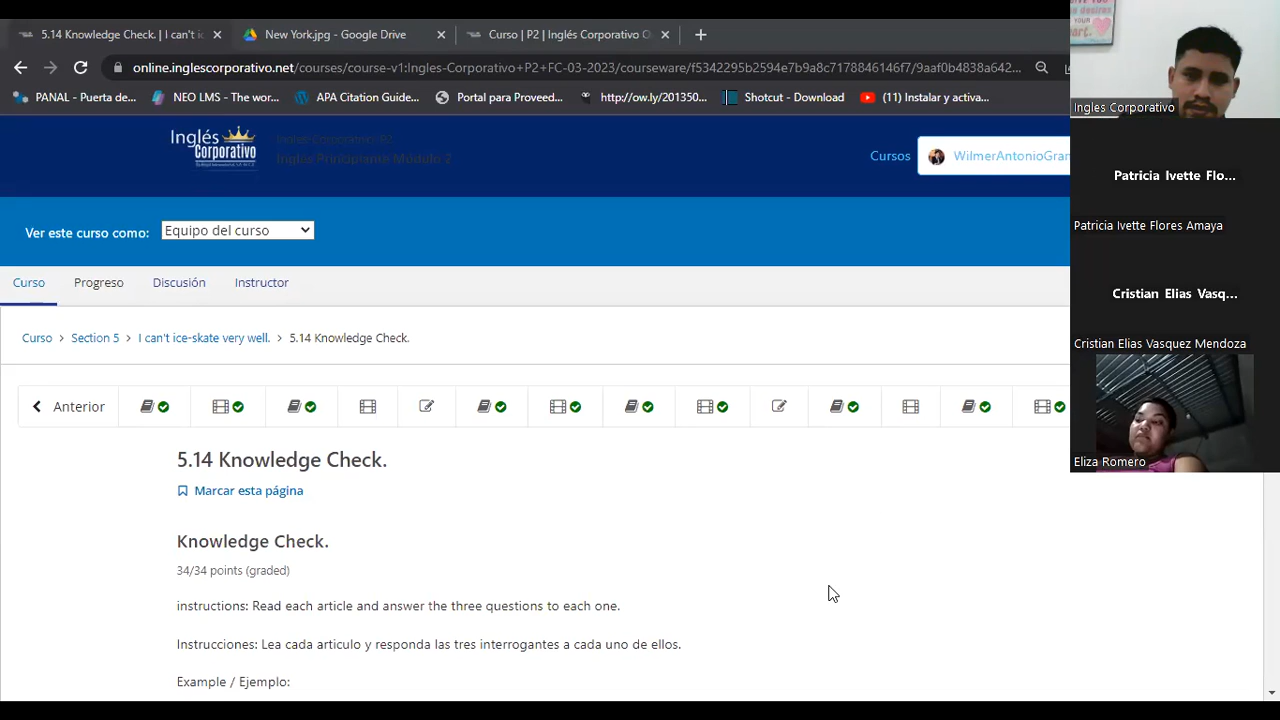 5.14 Knowledge Check. | I can't ic
New York.jpg - Google Drive
Curso | P2 | Inglés Corporativo
online.inglescorporativo.net/courses/course-v1:Ingles-Corporativo+P2+FC-03-2023/courseware/f5342295b2594e7b9a8c7178846146f7/9aaf0b4838a642...
PANAL - Puerta de...
NEO LMS - The wor...
APA Citation Guide...
Portal para Proveed...
http://ow.ly/201350...
Shotcut - Download
(11) Instalar y activa...
Inglés
Corporativo
Inglés Principiante Módulo 2
Cursos
WilmerAntonioGran
Ver este curso como:
Equipo del curso
Curso
Progreso
Discusión
Instructor
Curso > Section 5 > I can't ice-skate very well. > 5.14 Knowledge Check.
Anterior
5.14 Knowledge Check.
Marcar esta página
Knowledge Check.
34/34 points (graded)
instructions: Read each article and answer the three questions to each one.
Instrucciones: Lea cada articulo y responda las tres interrogantes a cada uno de ellos.
Example / Ejemplo:
Ingles Corporativo
Patricia Ivette Flo...
Patricia Ivette Flores Amaya
Cristian Elias Vasq...
Cristian Elias Vasquez Mendoza
Eliza Romero